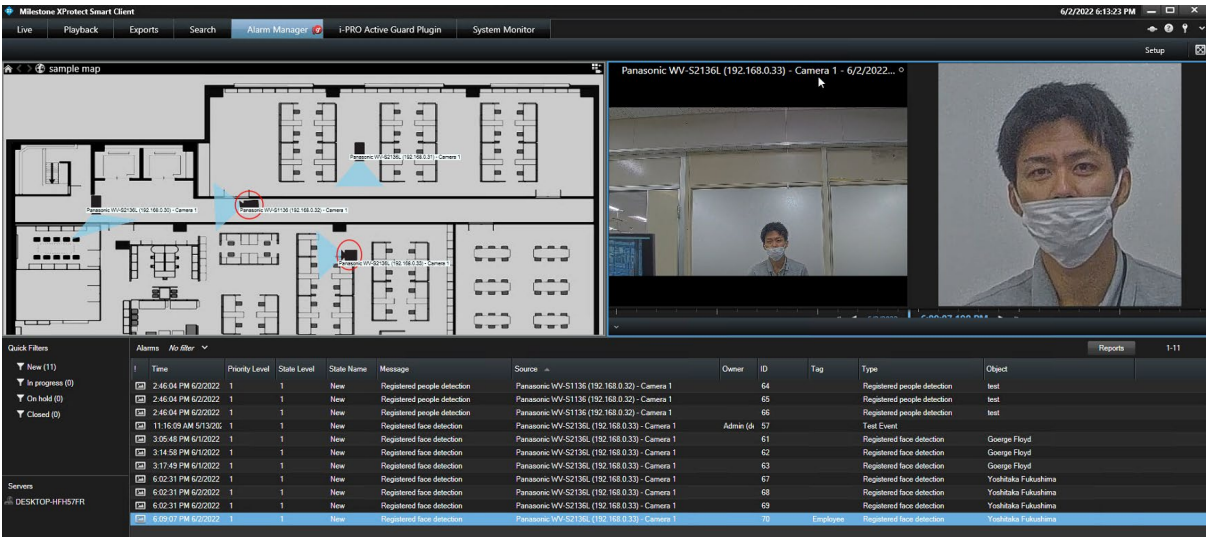 Milestone XProtect Smart Client
6/2/2022 6:13:23 PM
Live Playback Exports Search Alarm Manager i-PRO Active Guard Plugin System Monitor
Setup
sample map
Panasonic WV-S2136L (192.168.0.31) - Camera 1
Panasonic WV-S2136L (192.168.0.30) - Camera 1
Panasonic WV-S1136 (192.168.0.32) - Camera 1
Panasonic WV-S2136L (192.168.0.33) - Camera 1
Panasonic WV-S2136L (192.168.0.33) - Camera 1 - 6/2/2022...
Quick Filters
New (11)
In progress (0)
On hold (0)
Closed (0)
Servers
DESKTOP-HFH57FR
Alarms No filter Reports 1-11
! Time Priority Level State Level State Name Message Source Owner ID Tag Type Object
2:46:04 PM 6/2/2022 1 1 New Registered people detection Panasonic WV-S1136 (192.168.0.32) - Camera 1 64 Registered people detection test
2:46:04 PM 6/2/2022 1 1 New Registered people detection Panasonic WV-S1136 (192.168.0.32) - Camera 1 65 Registered people detection test
2:46:04 PM 6/2/2022 1 1 New Registered people detection Panasonic WV-S1136 (192.168.0.32) - Camera 1 66 Registered people detection test
11:16:09 AM 5/13/202 1 1 New Registered face detection Panasonic WV-S2136L (192.168.0.33) - Camera 1 Admin (de 57 Test Event
3:05:48 PM 6/1/2022 1 1 New Registered face detection Panasonic WV-S2136L (192.168.0.33) - Camera 1 61 Registered face detection Goerge Floyd
3:14:58 PM 6/1/2022 1 1 New Registered face detection Panasonic WV-S2136L (192.168.0.33) - Camera 1 62 Registered face detection Goerge Floyd
3:17:49 PM 6/1/2022 1 1 New Registered face detection Panasonic WV-S2136L (192.168.0.33) - Camera 1 63 Registered face detection Goerge Floyd
6:02:31 PM 6/2/2022 1 1 New Registered face detection Panasonic WV-S2136L (192.168.0.33) - Camera 1 67 Registered face detection Yoshitaka Fukushima
6:02:31 PM 6/2/2022 1 1 New Registered face detection Panasonic WV-S2136L (192.168.0.33) - Camera 1 68 Registered face detection Yoshitaka Fukushima
6:02:31 PM 6/2/2022 1 1 New Registered face detection Panasonic WV-S2136L (192.168.0.33) - Camera 1 69 Registered face detection Yoshitaka Fukushima
6:09:07 PM 6/2/2022 1 1 New Registered face detection Panasonic WV-S2136L (192.168.0.33) - Camera 1 70 Employee Registered face detection Yoshitaka Fukushima